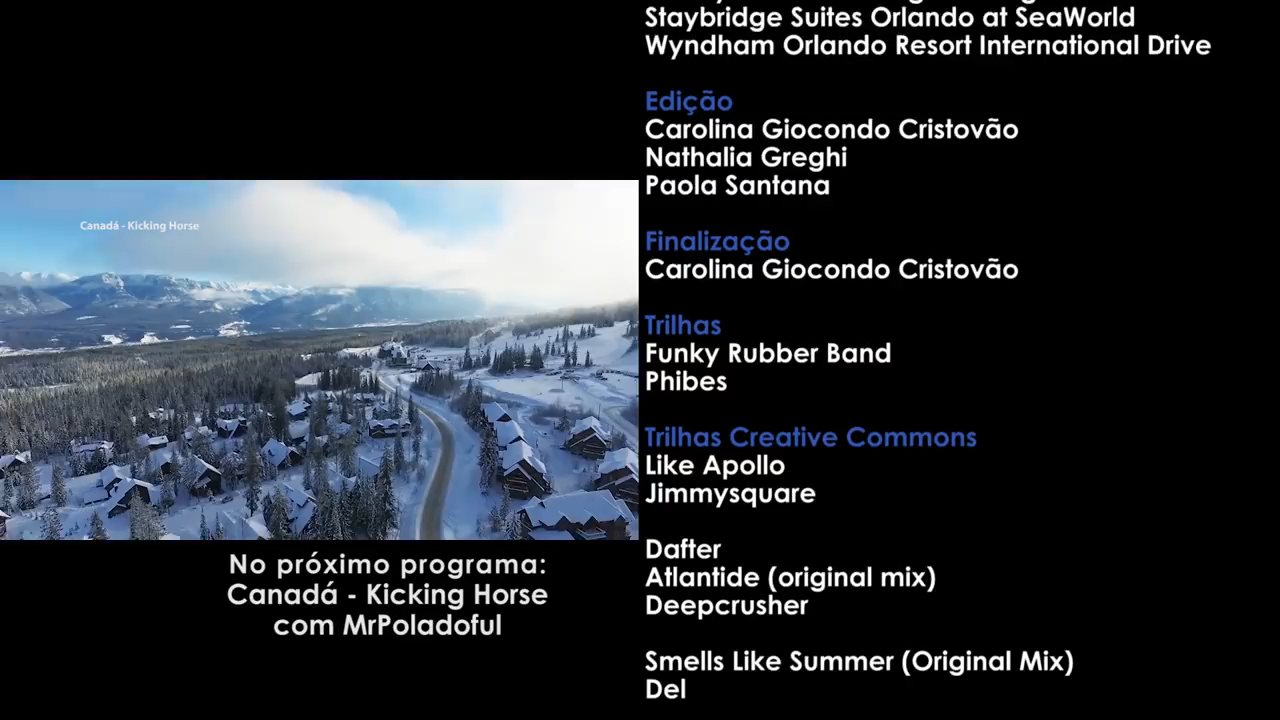 Staybridge Suites Orlando at SeaWorld
Wyndham Orlando Resort International Drive
Edição
Carolina Giocondo Cristovão
Nathalia Greghi
Paola Santana
Finalização
Carolina Giocondo Cristovão
Trilhas
Funky Rubber Band
Phibes
Trilhas Creative Commons
Like Apollo
Jimmysquare
Dafter
Atlantide (original mix)
Deepcrusher
Smells Like Summer (Original Mix)
Del
Canadá - Kicking Horse
No próximo programa:
Canadá - Kicking Horse
com MrPoladoful